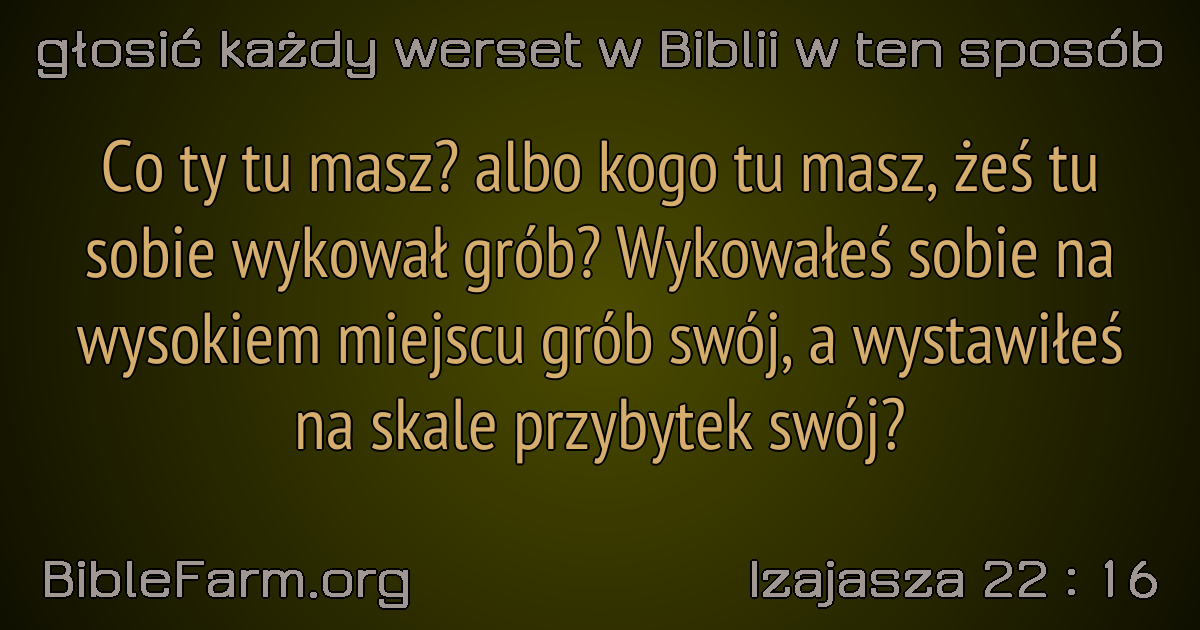 głosić każdy werset w Biblii w ten sposób
Co ty tu masz? albo kogo tu masz, żeś tu
sobie wykował grób? Wykowałeś sobie na
wysokiem miejscu grób swój, a wystawiłeś
na skale przybytek swój?
BibleFarm.org
Izajasza 22 : 16